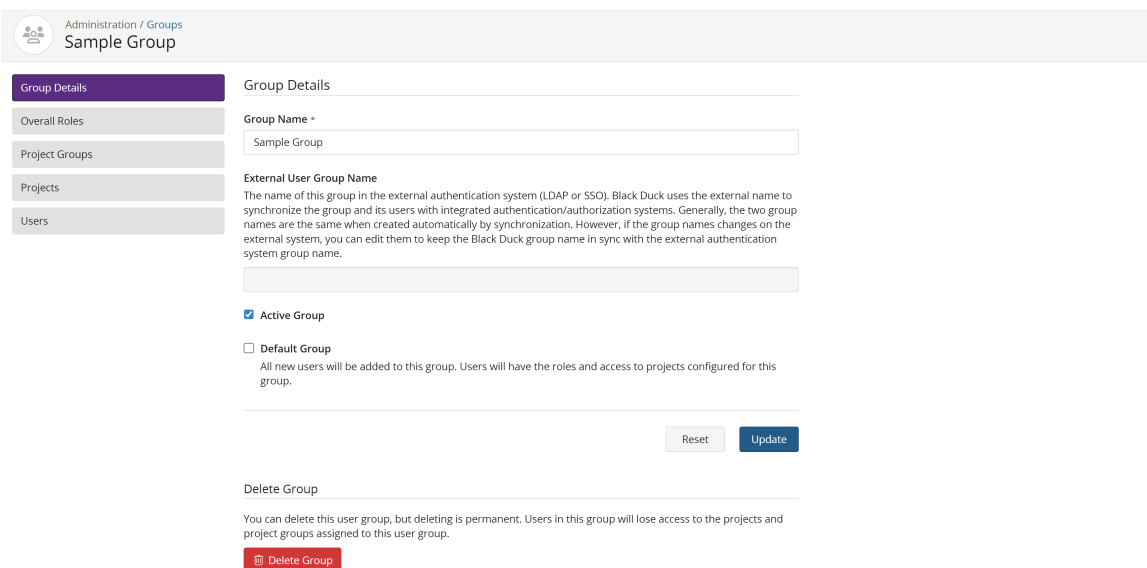 Administration / Groups
Sample Group
Group Details
Overall Roles
Project Groups
Projects
Users
Group Details
Group Name *
Sample Group
External User Group Name
The name of this group in the external authentication system (LDAP or SSO). Black Duck uses the external name to
synchronize the group and its users with integrated authentication/authorization systems. Generally, the two group
names are the same when created automatically by synchronization. However, if the group names changes on the
external system, you can edit them to keep the Black Duck group name in sync with the external authentication
system group name.
Active Group
Default Group
All new users will be added to this group. Users will have the roles and access to projects configured for this
group.
Reset
Update
Delete Group
You can delete this user group, but deleting is permanent. Users in this group will lose access to the projects and
project groups assigned to this user group.
Delete Group